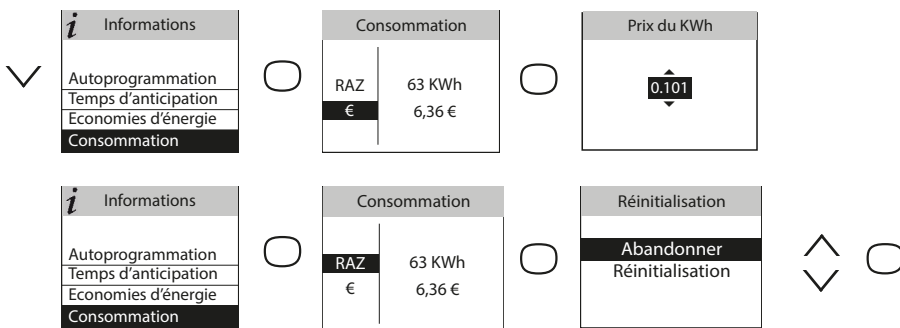 i Informations
Autoprogrammation
Temps d'anticipation
Economies d'énergie
Consommation
Consommation
RAZ 63 KWh
€ 6,36 €
Prix du KWh
0.101
i Informations
Autoprogrammation
Temps d'anticipation
Economies d'énergie
Consommation
Consommation
RAZ 63 KWh
€ 6,36 €
Réinitialisation
Abandonner
Réinitialisation